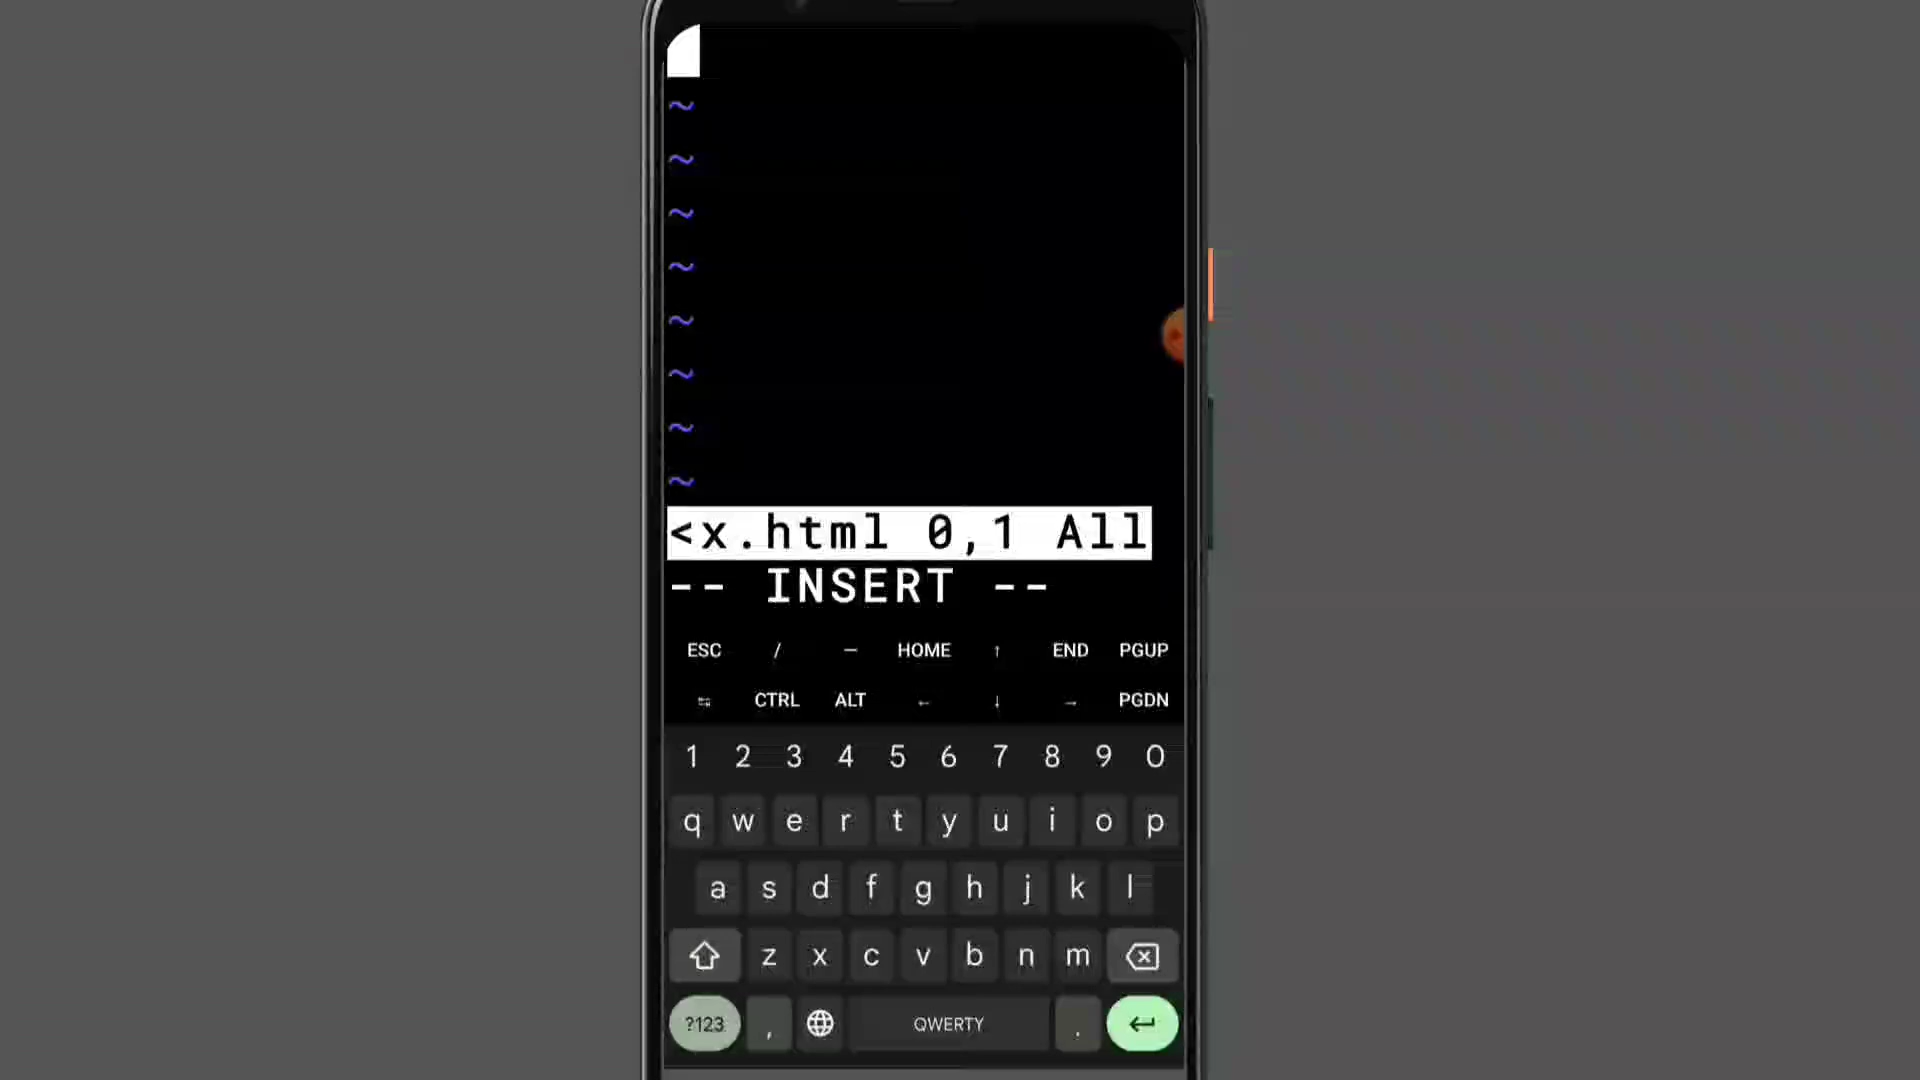 ~
~
~
~
~
~
~
~
<x.html 0,1 All
-- INSERT --
ESC / — HOME ↑ END PGUP
↹ CTRL ALT ← ↓ → PGDN
1 2 3 4 5 6 7 8 9 0
q w e r t y u i o p
a s d f g h j k l
z x c v b n m
?123 , QWERTY .